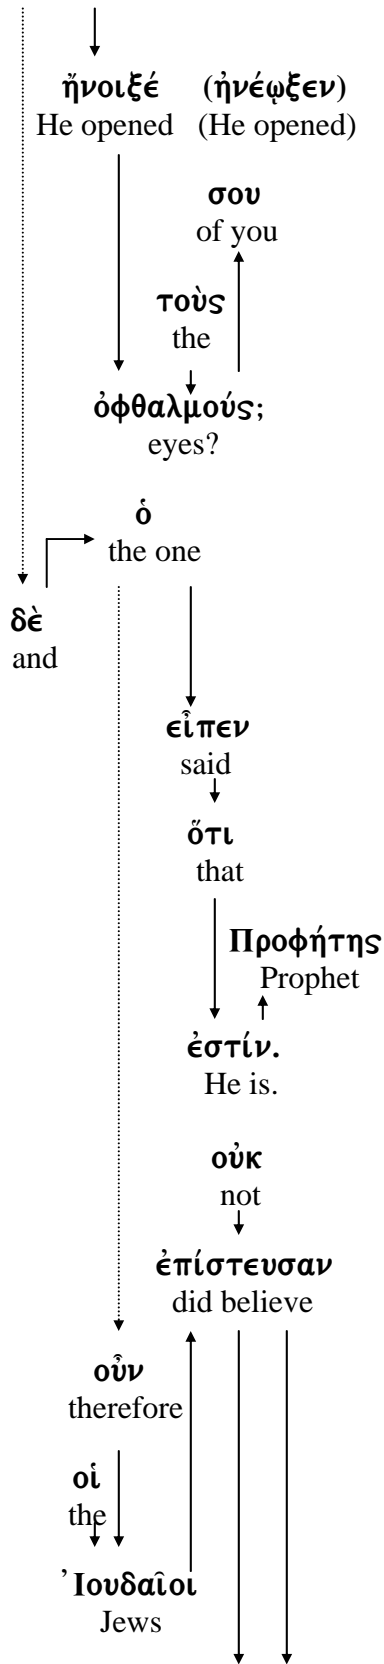 ἤνοιξέ (ἠνέῳξεν)
He opened (He opened)
σου
of you
τοὺς
the
ὀφθαλμούς;
eyes?
ὁ
the one
δὲ
and
εἶπεν
said
ὅτι
that
Προφήτης
Prophet
ἐστίν.
He is.
οὐκ
not
ἐπίστευσαν
did believe
οὖν
therefore
οἱ
the
Ἰουδαῖοι
Jews